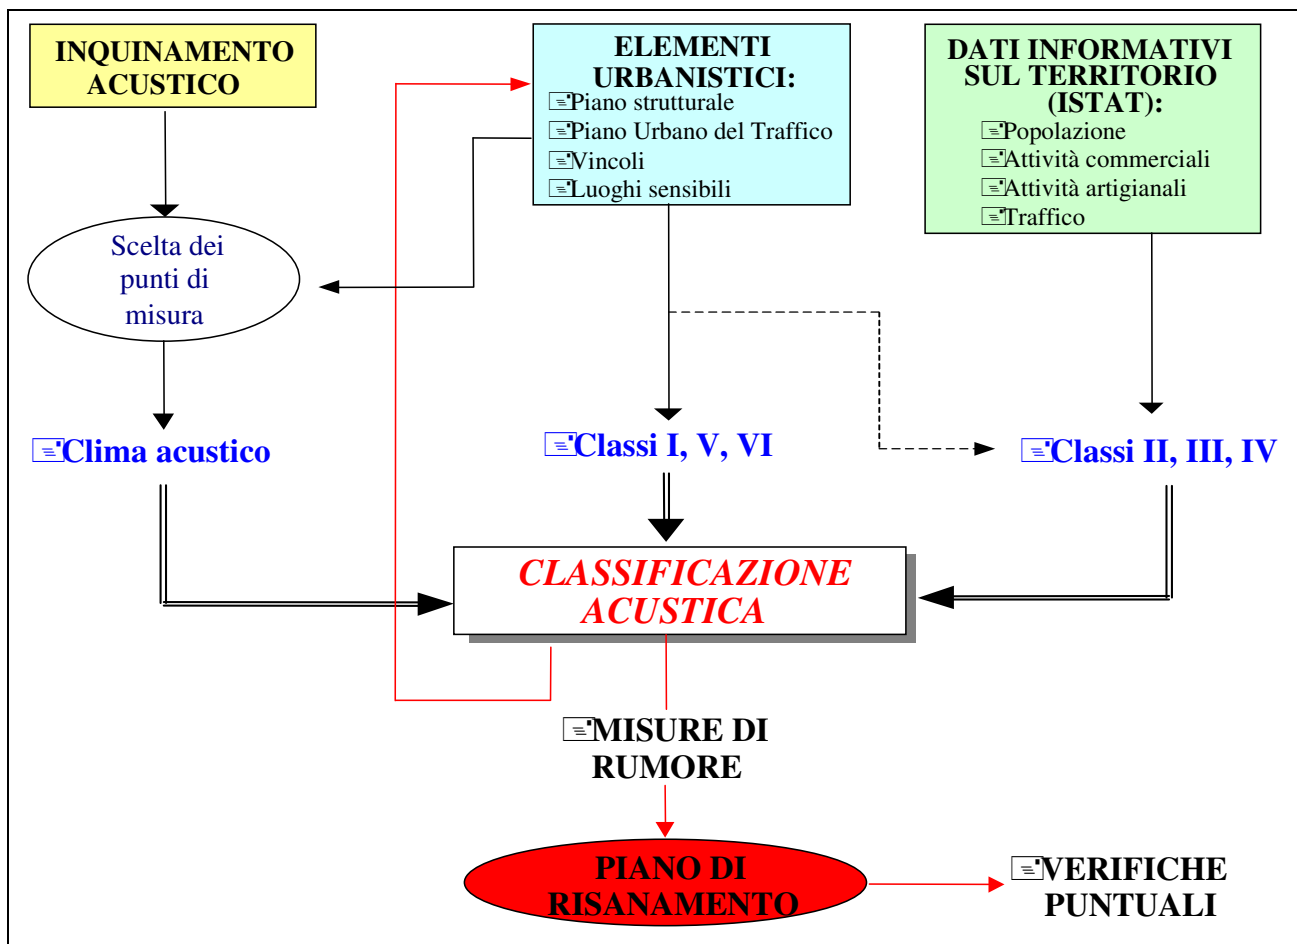 INQUINAMENTO
ACUSTICO
ELEMENTI
URBANISTICI:
Piano strutturale
Piano Urbano del Traffico
Vincoli
Luoghi sensibili
DATI INFORMATIVI
SUL TERRITORIO
(ISTAT):
Popolazione
Attività commerciali
Attività artigianali
Traffico
Scelta dei
punti di
misura
Clima acustico
Classi I, V, VI
Classi II, III, IV
CLASSIFICAZIONE
ACUSTICA
MISURE DI
RUMORE
PIANO DI
RISANAMENTO
VERIFICHE
PUNTUALI